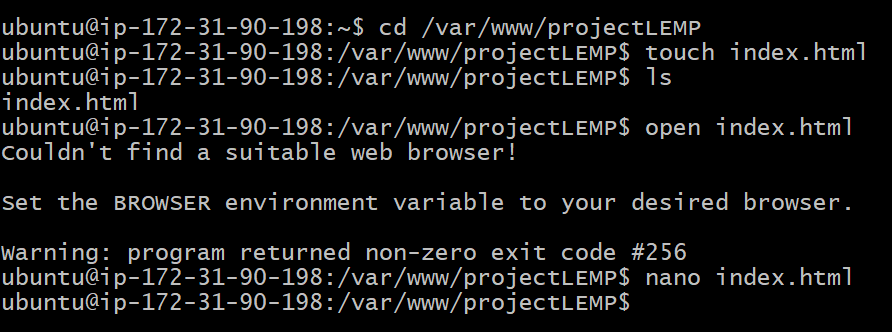 ubuntu@ip-172-31-90-198:~$ cd /var/www/projectLEMP
ubuntu@ip-172-31-90-198:/var/www/projectLEMP$ touch index.html
ubuntu@ip-172-31-90-198:/var/www/projectLEMP$ ls
index.html
ubuntu@ip-172-31-90-198:/var/www/projectLEMP$ open index.html
Couldn't find a suitable web browser!
Set the BROWSER environment variable to your desired browser.
Warning: program returned non-zero exit code #256
ubuntu@ip-172-31-90-198:/var/www/projectLEMP$ nano index.html
ubuntu@ip-172-31-90-198:/var/www/projectLEMP$